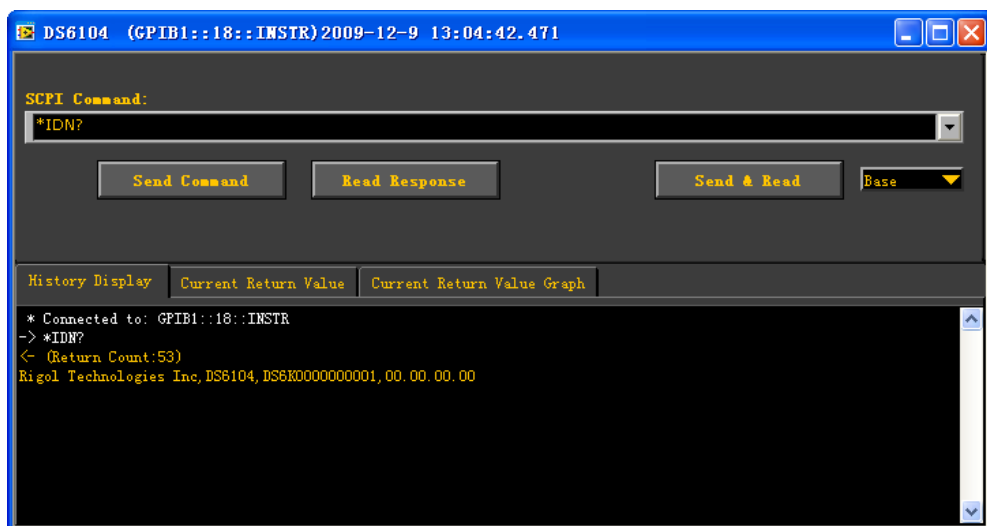 DS6104 (GPIB1::18::INSTR)2009-12-9 13:04:42.471
SCPI Command:
*IDN?
Send Command Read Response Send & Read Base
History Display Current Return Value Current Return Value Graph
* Connected to: GPIB1::18::INSTR
-> *IDN?
<- (Return Count:53)
Rigol Technologies Inc,DS6104,DS6K0000000001,00.00.00.00